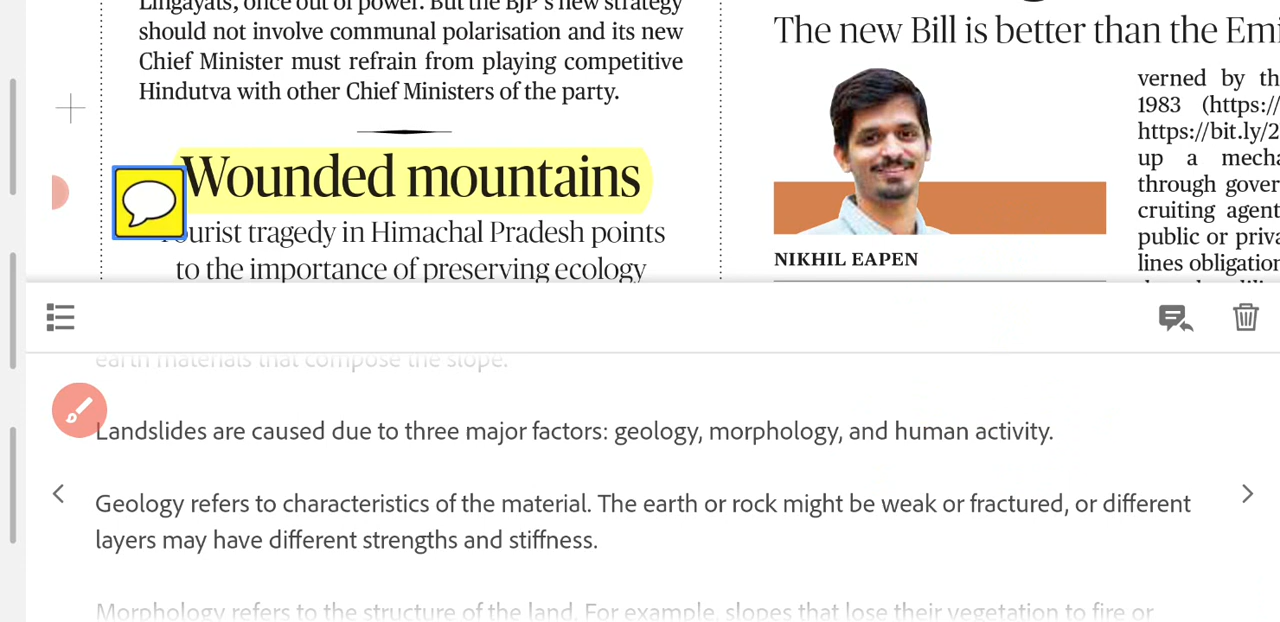 Lingayats, once out of power. But the BJP's new strategy
should not involve communal polarisation and its new
Chief Minister must refrain from playing competitive
Hindutva with other Chief Ministers of the party.
Wounded mountains
Tourist tragedy in Himachal Pradesh points
to the importance of preserving ecology
The new Bill is better than the Emi
NIKHIL EAPEN
verned by th
1983 (https://
https://bit.ly/2
up a mecha
through gover
cruiting agent
public or priva
lines obligation
earth materials that compose the slope.
Landslides are caused due to three major factors: geology, morphology, and human activity.
Geology refers to characteristics of the material. The earth or rock might be weak or fractured, or different
layers may have different strengths and stiffness.
Morphology refers to the structure of the land. For example, slopes that lose their vegetation to fire or